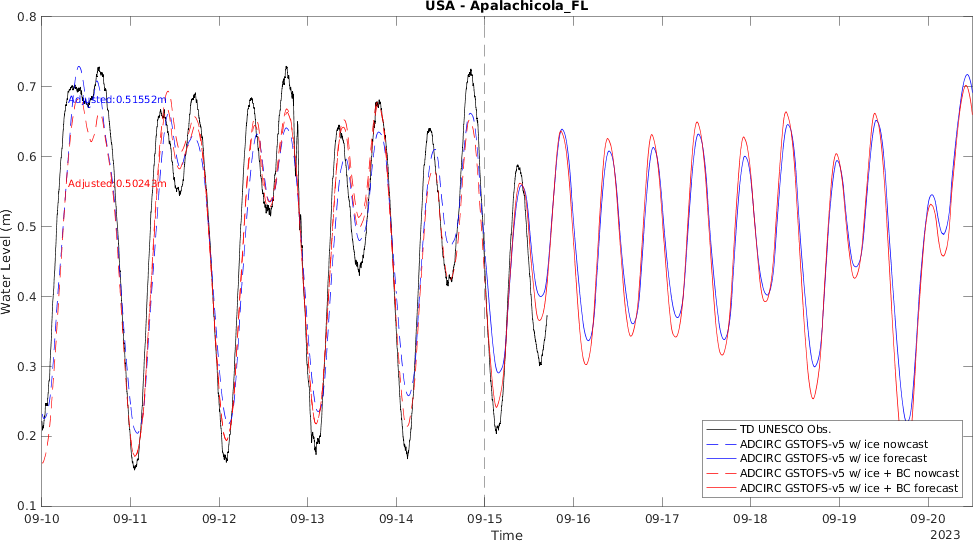 USA - Apalachicola_FL
0.8
0.7
0.6
0.5
0.4
0.3
0.2
0.1
Water Level (m)
Adjusted:0.51552m
Adjusted:0.50243m
TD UNESCO Obs.
ADCIRC GSTOFS-v5 w/ ice nowcast
ADCIRC GSTOFS-v5 w/ ice forecast
ADCIRC GSTOFS-v5 w/ ice + BC nowcast
ADCIRC GSTOFS-v5 w/ ice + BC forecast
09-10 09-11 09-12 09-13 09-14 09-15 09-16 09-17 09-18 09-19 09-20
Time
2023